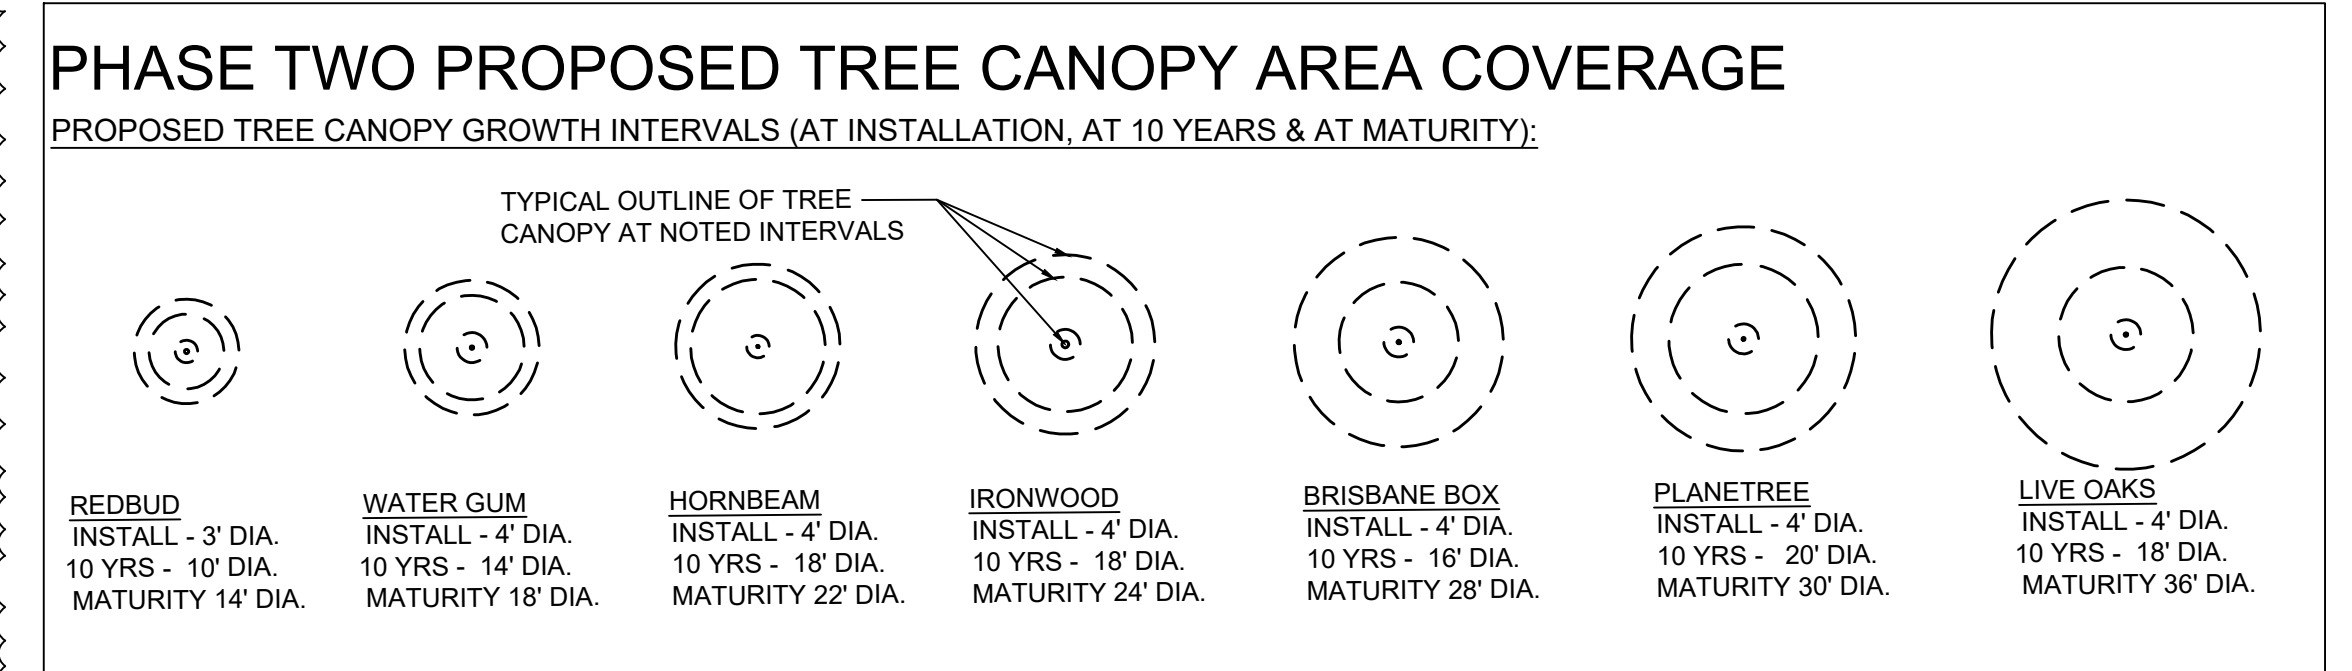 PHASE TWO PROPOSED TREE CANOPY AREA COVERAGE
PROPOSED TREE CANOPY GROWTH INTERVALS (AT INSTALLATION, AT 10 YEARS & AT MATURITY):
TYPICAL OUTLINE OF TREE
CANOPY AT NOTED INTERVALS
REDBUD
INSTALL - 3' DIA.
10 YRS - 10' DIA.
MATURITY 14' DIA.
WATER GUM
INSTALL - 4' DIA.
10 YRS - 14' DIA.
MATURITY 18' DIA.
HORNBEAM
INSTALL - 4' DIA.
10 YRS - 18' DIA.
MATURITY 22' DIA.
IRONWOOD
INSTALL - 4' DIA.
10 YRS - 18' DIA.
MATURITY 24' DIA.
BRISBANE BOX
INSTALL - 4' DIA.
10 YRS - 16' DIA.
MATURITY 28' DIA.
PLANETREE
INSTALL - 4' DIA.
10 YRS - 20' DIA.
MATURITY 30' DIA.
LIVE OAKS
INSTALL - 4' DIA.
10 YRS - 18' DIA.
MATURITY 36' DIA.